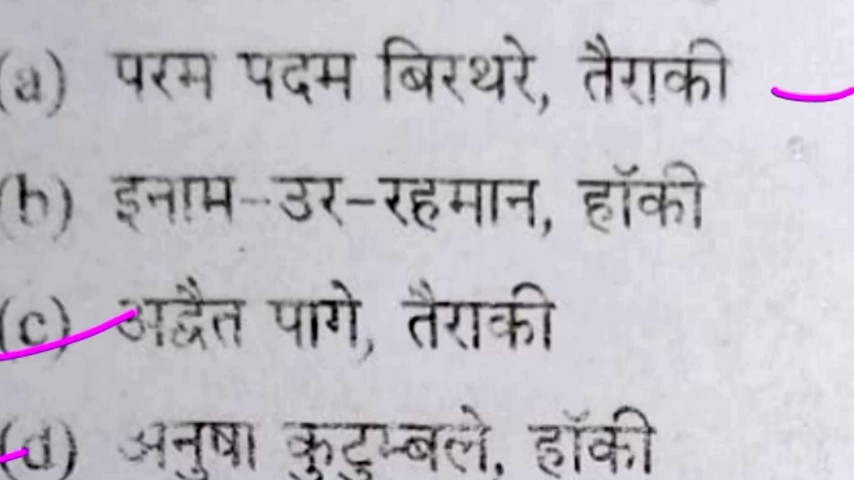 (a) परम पदम बिरथरे, तैराकी
(b) इनाम-उर-रहमान, हॉकी
(c) अद्वैत पागे, तैराकी
(d) अनुषा कुटुम्बले, हॉकी